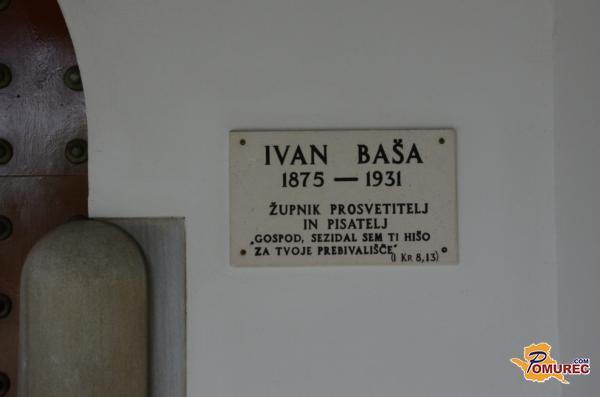 IVAN BAŠA
1875 — 1931
ŽUPNIK PROSVETITELJ
IN PISATELJ
„GOSPOD, SEZIDAL SEM TI HIŠO
ZA TVOJE PREBIVALIŠČE“
(I KR 8,13)
POMUREC.COM